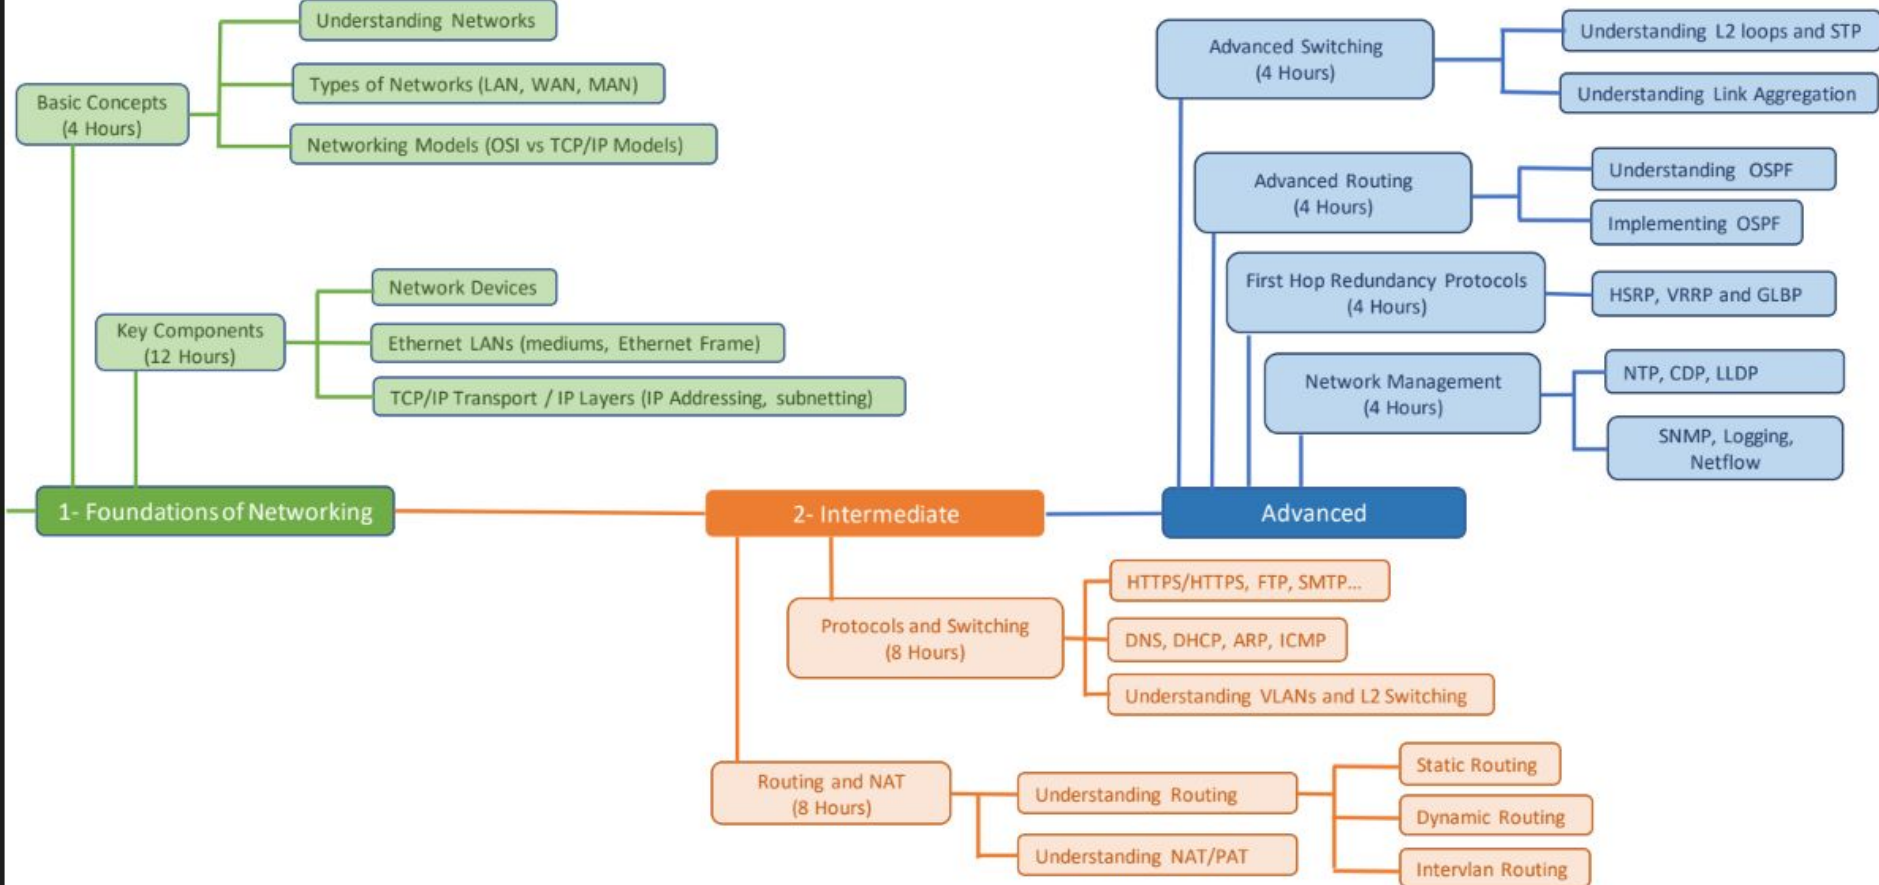 Understanding Networks
Types of Networks (LAN, WAN, MAN)
Basic Concepts
(4 Hours)
Networking Models (OSI vs TCP/IP Models)
Network Devices
Key Components
(12 Hours)
Ethernet LANs (mediums, Ethernet Frame)
TCP/IP Transport / IP Layers (IP Addressing, subnetting)
1- Foundations of Networking
2- Intermediate
Advanced
Advanced Switching
(4 Hours)
Understanding L2 loops and STP
Understanding Link Aggregation
Advanced Routing
(4 Hours)
Understanding OSPF
Implementing OSPF
First Hop Redundancy Protocols
(4 Hours)
HSRP, VRRP and GLBP
Network Management
(4 Hours)
NTP, CDP, LLDP
SNMP, Logging,
Netflow
Protocols and Switching
(8 Hours)
HTTPS/HTTPS, FTP, SMTP...
DNS, DHCP, ARP, ICMP
Understanding VLANs and L2 Switching
Routing and NAT
(8 Hours)
Understanding Routing
Static Routing
Dynamic Routing
Intervlan Routing
Understanding NAT/PAT